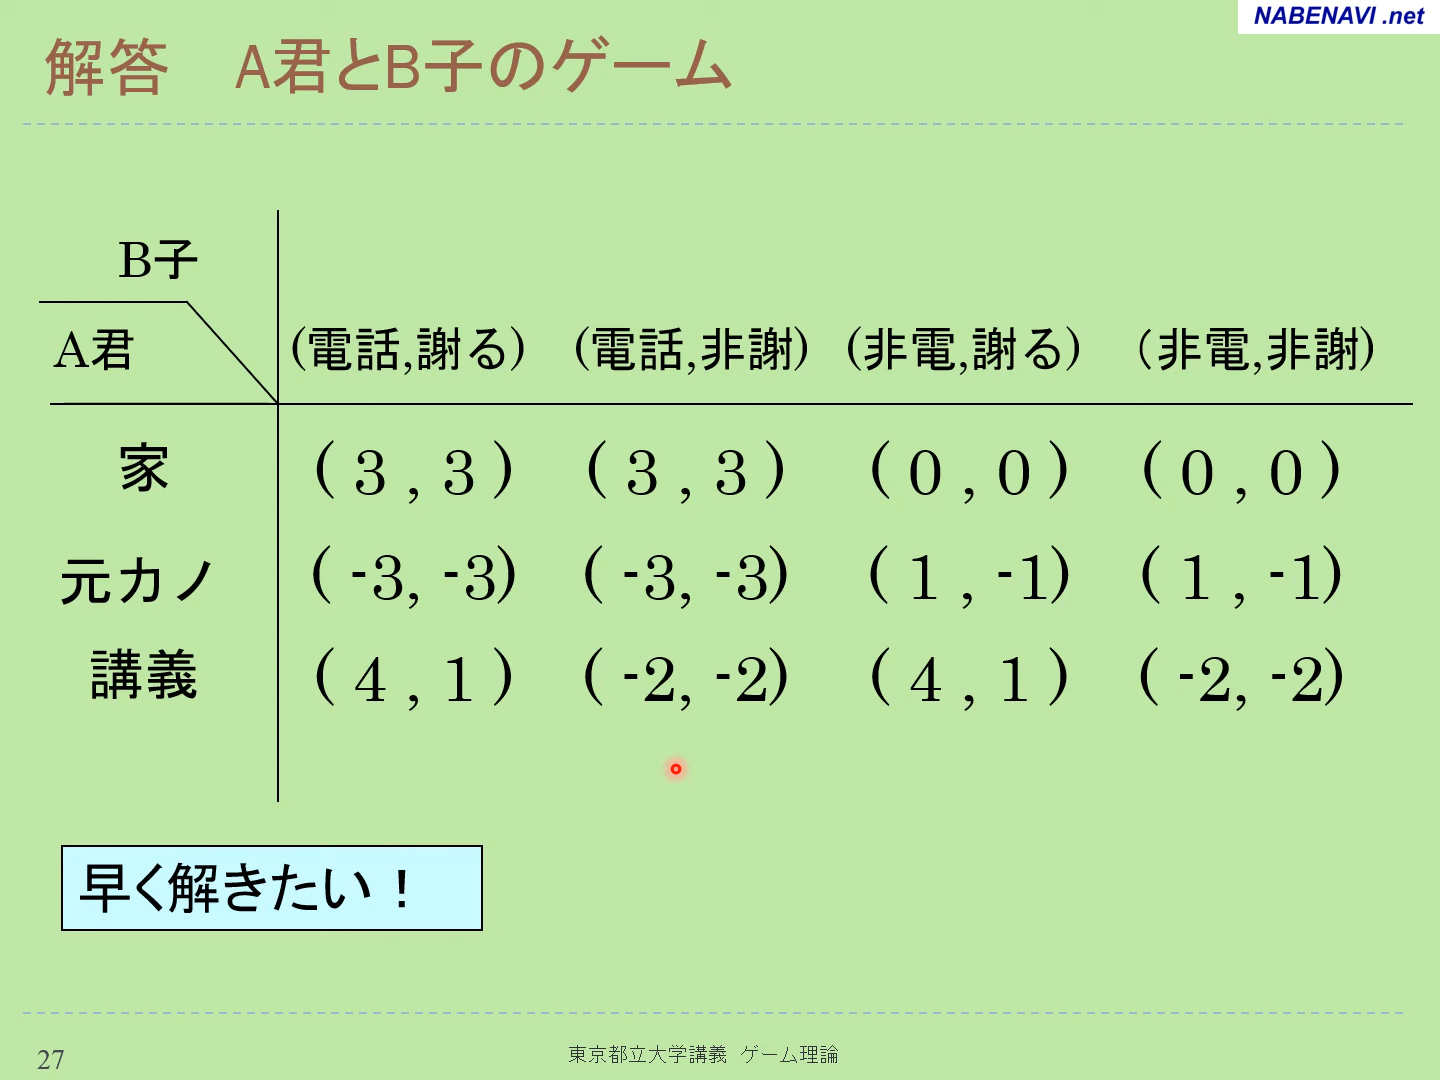 NABENAVI .net
解答　A君とB子のゲーム
B子
A君 (電話,謝る) (電話,非謝) (非電,謝る) （非電,非謝)
家 ( 3 , 3 ) ( 3 , 3 ) ( 0 , 0 ) ( 0 , 0 )
元カノ ( -3, -3) ( -3, -3) ( 1 , -1) ( 1 , -1)
講義 ( 4 , 1 ) ( -2, -2) ( 4 , 1 ) ( -2, -2)
早く解きたい！
27 東京都立大学講義　ゲーム理論